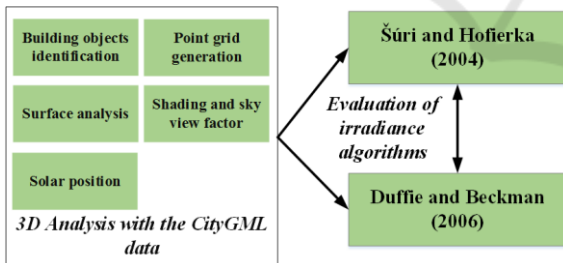 Building objects
identification
Point grid
generation
Surface analysis
Shading and sky
view factor
Solar position
3D Analysis with the CityGML
data
Šúri and Hofierka
(2004)
Evaluation of
irradiance
algorithms
Duffie and Beckman
(2006)